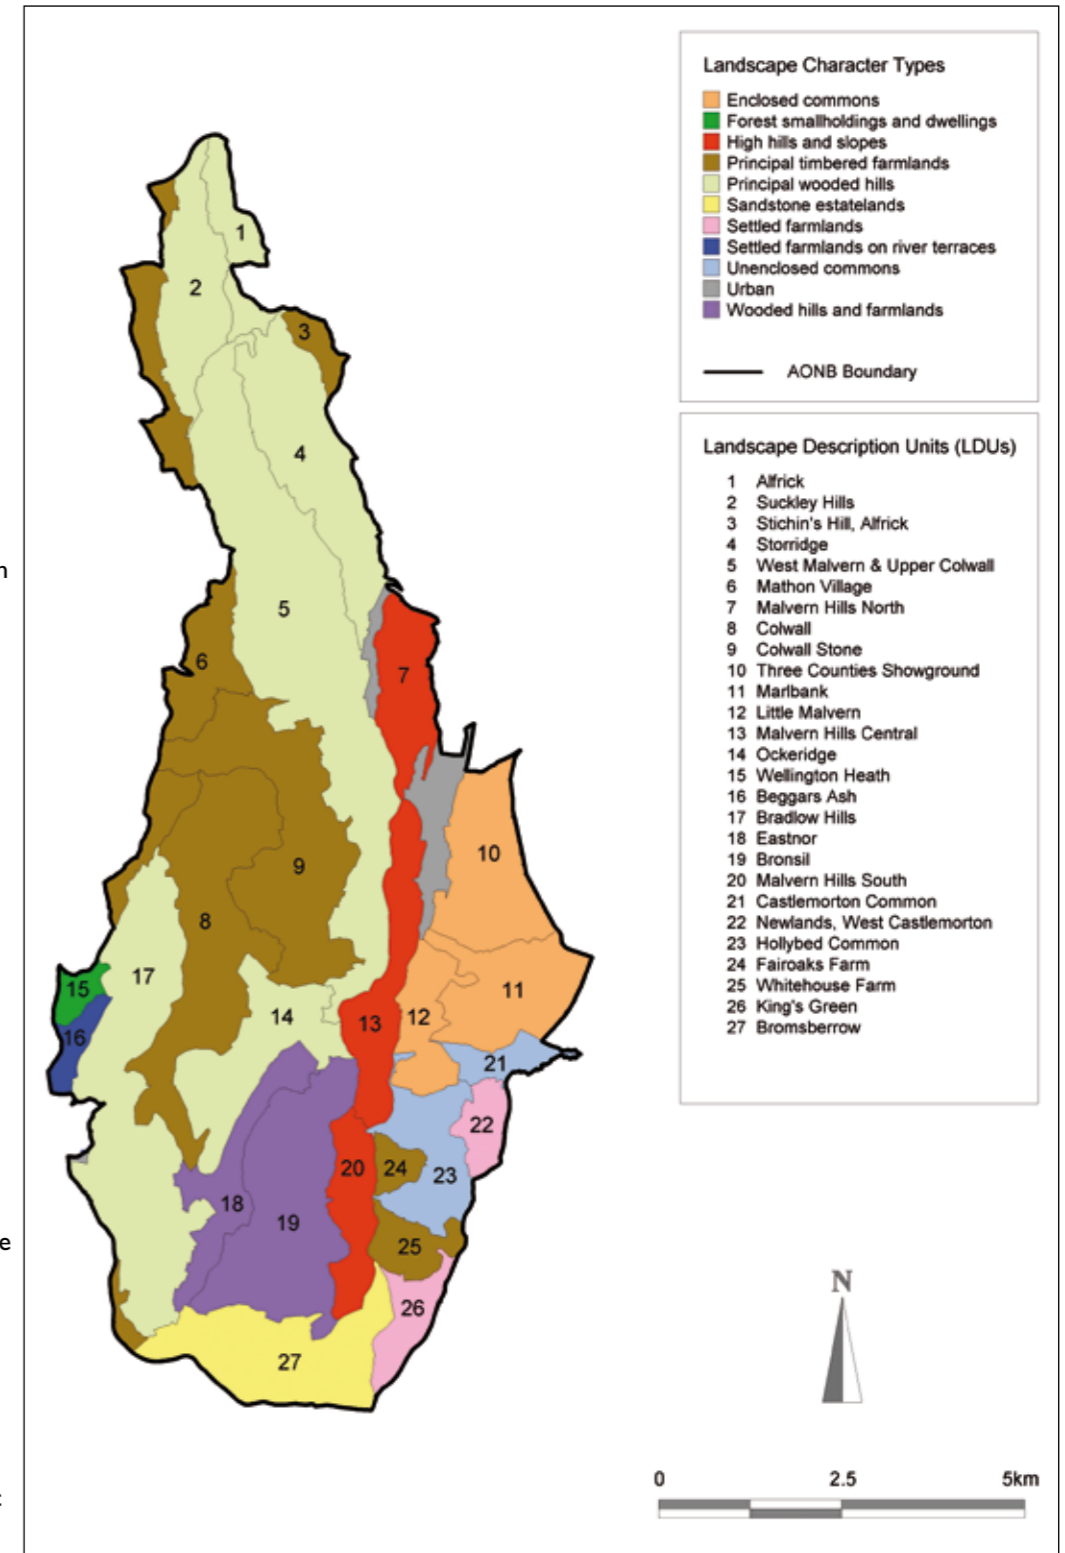 Landscape Character Types
Enclosed commons
Forest smallholdings and dwellings
High hills and slopes
Principal timbered farmlands
Principal wooded hills
Sandstone estatelands
Settled farmlands
Settled farmlands on river terraces
Unenclosed commons
Urban
Wooded hills and farmlands
AONB Boundary
Landscape Description Units (LDUs)
1 Alfrick
2 Suckley Hills
3 Stichin's Hill, Alfrick
4 Storridge
5 West Malvern & Upper Colwall
6 Mathon Village
7 Malvern Hills North
8 Colwall
9 Colwall Stone
10 Three Counties Showground
11 Marlbank
12 Little Malvern
13 Malvern Hills Central
14 Ockeridge
15 Wellington Heath
16 Beggars Ash
17 Bradlow Hills
18 Eastnor
19 Bronsil
20 Malvern Hills South
21 Castlemorton Common
22 Newlands, West Castlemorton
23 Hollybed Common
24 Fairoaks Farm
25 Whitehouse Farm
26 King's Green
27 Bromsberrow
1
2
3
4
5
6
7
10
9
8
17
15
16
14
13
12
11
21
22
20
24
23
18
19
25
26
27
N
0 2.5 5km